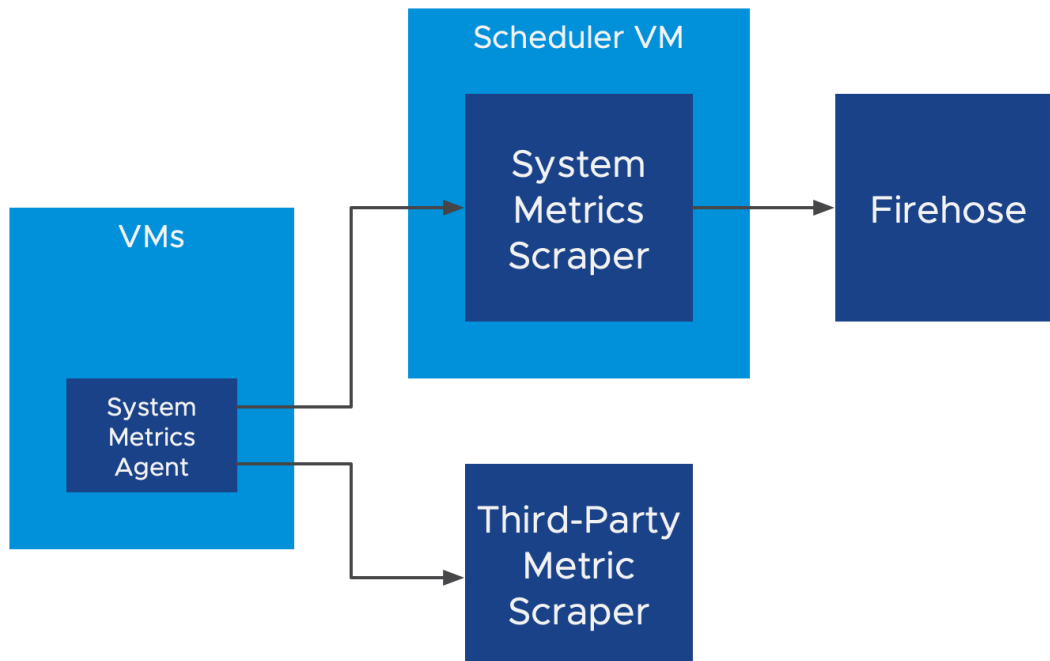 Scheduler VM
System
Metrics
Scraper
Firehose
VMs
System
Metrics
Agent
Third-Party
Metric
Scraper